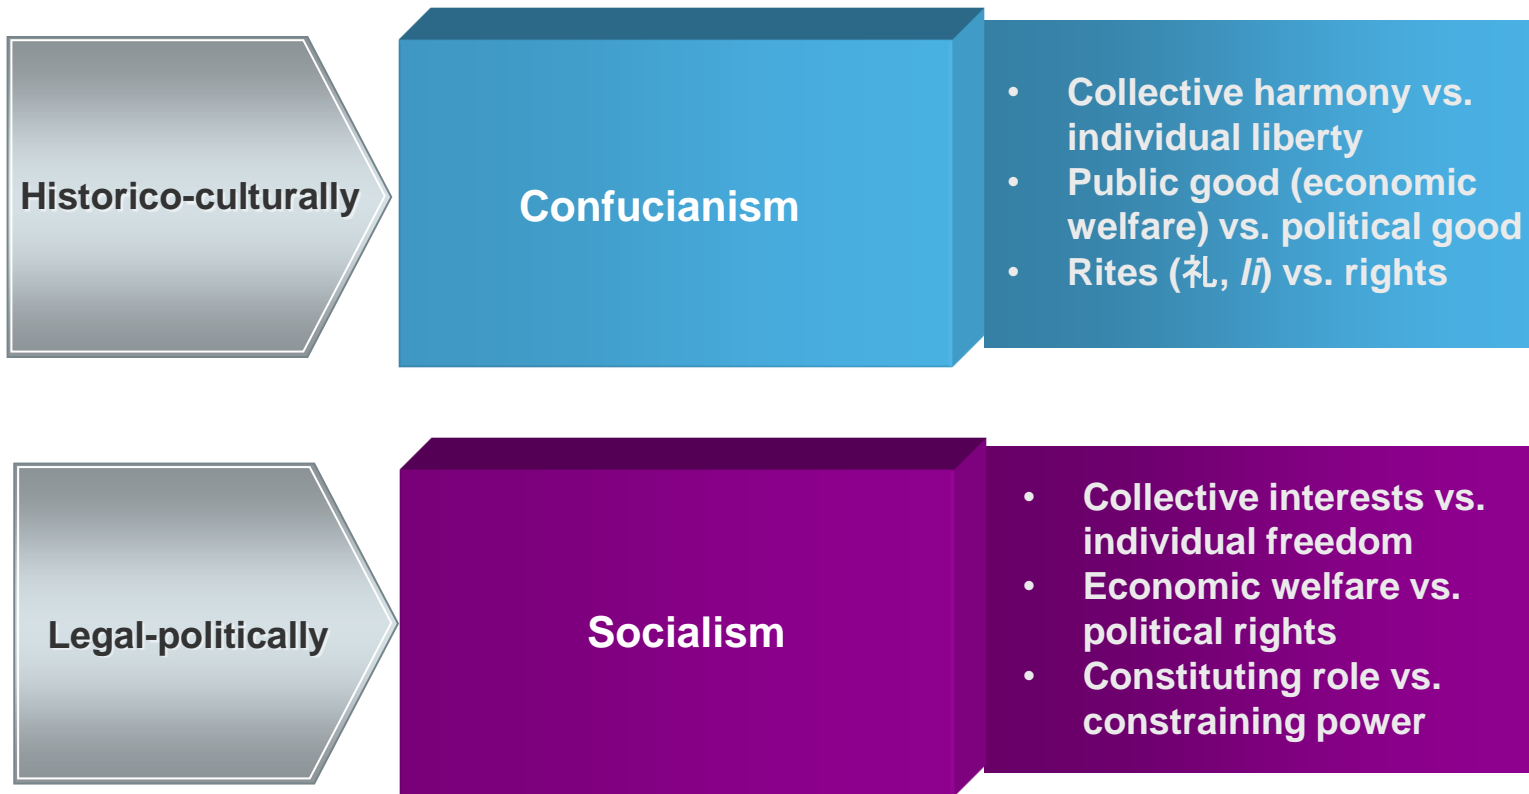 Historico-culturally
Confucianism
• Collective harmony vs.
individual liberty
• Public good (economic
welfare) vs. political good
• Rites (礼, li) vs. rights
Legal-politically
Socialism
• Collective interests vs.
individual freedom
• Economic welfare vs.
political rights
• Constituting role vs.
constraining power